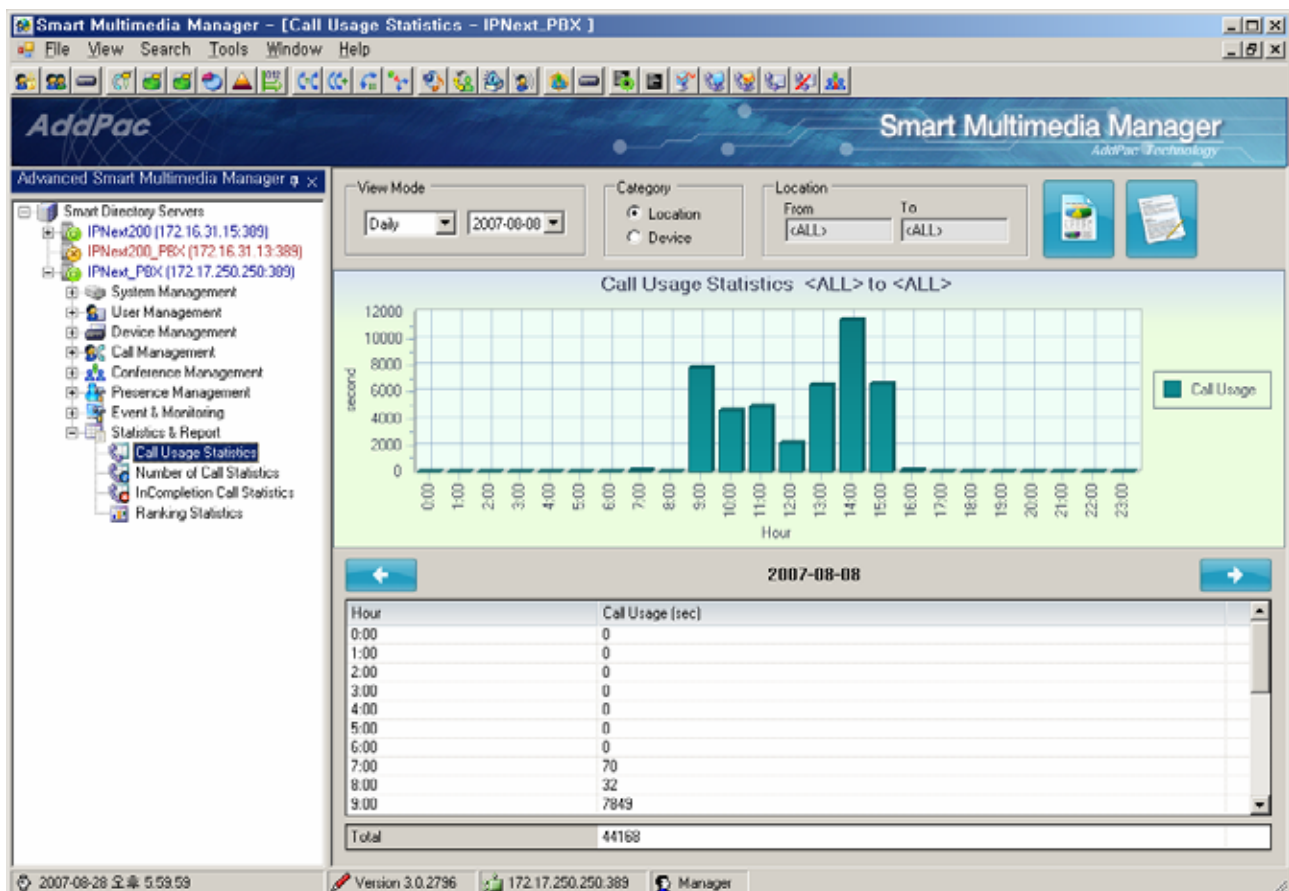 Smart Multimedia Manager - [Call Usage Statistics - IPNext_PBX ]
File View Search Tools Window Help
AddPac
Smart Multimedia Manager
AddPac Technology
Advanced Smart Multimedia Manager
Smart Directory Servers
IPNext200 (172.16.31.15:389)
IPNext200_PBX (172.16.31.13:389)
IPNext_PBX (172.17.250.250:389)
System Management
User Management
Device Management
Call Management
Conference Management
Presence Management
Event & Monitoring
Statistics & Report
Call Usage Statistics
Number of Call Statistics
InCompletion Call Statistics
Ranking Statistics
View Mode
Daily 2007-08-08
Category
Location
Device
Location
From To
<ALL> <ALL>
Call Usage Statistics <ALL> to <ALL>
second
12000
10000
8000
6000
4000
2000
0
0:00 1:00 2:00 3:00 4:00 5:00 6:00 7:00 8:00 9:00 10:00 11:00 12:00 13:00 14:00 15:00 16:00 17:00 18:00 19:00 20:00 21:00 22:00 23:00
Hour
Call Usage
2007-08-08
Hour Call Usage (sec)
0:00 0
1:00 0
2:00 0
3:00 0
4:00 0
5:00 0
6:00 0
7:00 70
8:00 32
9:00 7849
Total 44168
2007-08-28 오후 5:59:59 Version 3.0.2796 172.17.250.250:389 Manager